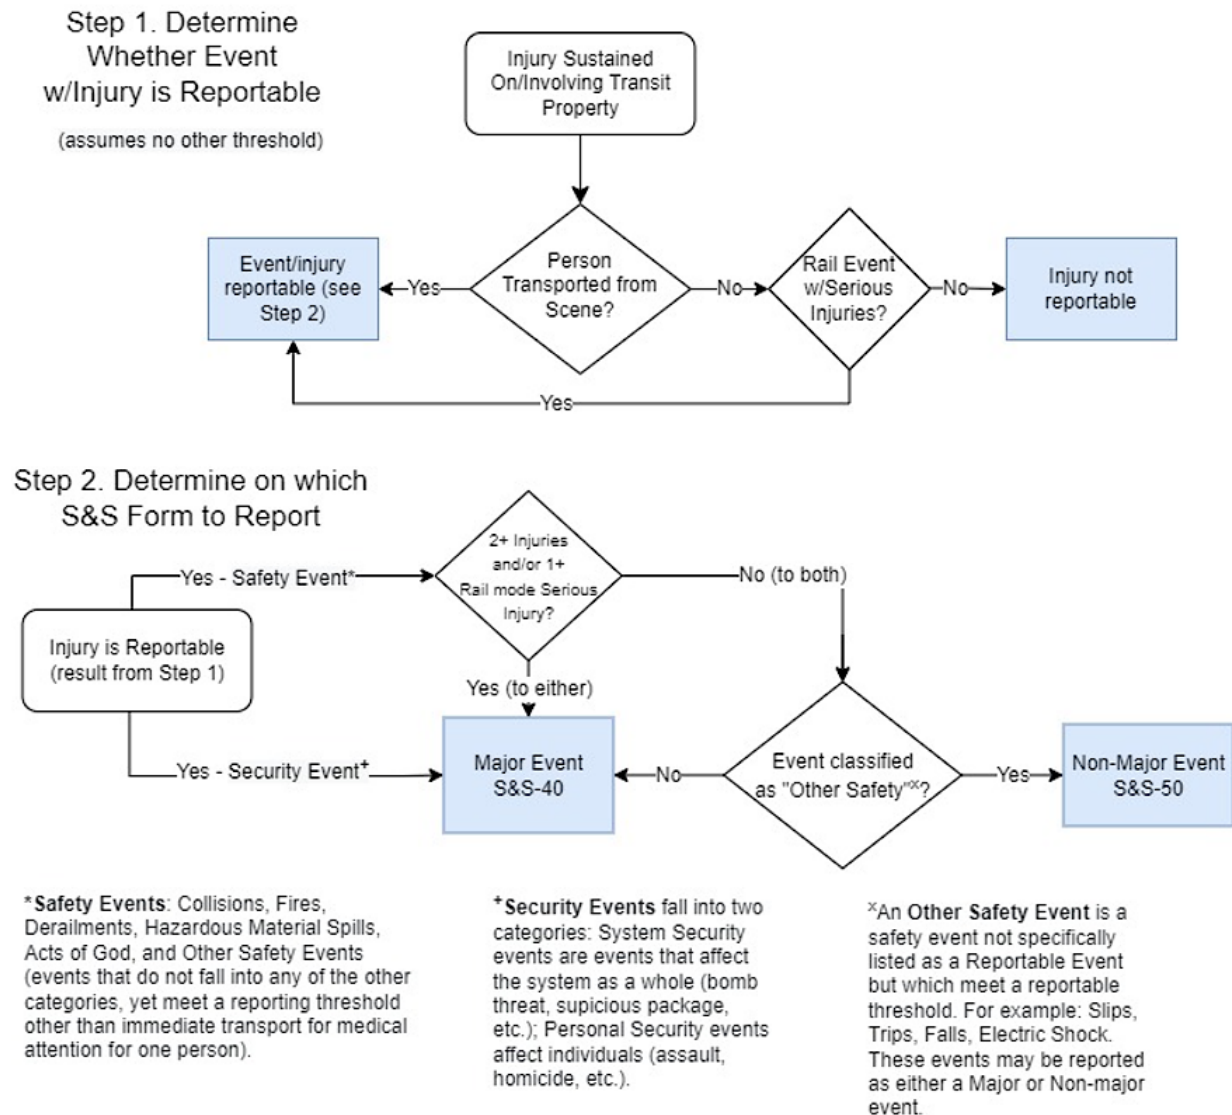 Step 1. Determine
Whether Event
w/Injury is Reportable
(assumes no other threshold)
Injury Sustained
On/Involving Transit
Property
Event/injury
reportable (see
Step 2)
Yes
Person
Transported from
Scene?
No
Rail Event
w/Serious
Injuries?
No
Injury not
reportable
Yes
Step 2. Determine on which
S&S Form to Report
2+ Injuries
and/or 1+
Rail mode Serious
Injury?
Yes - Safety Event*
No (to both)
Injury is Reportable
(result from Step 1)
Yes (to either)
Yes - Security Event+
Major Event
S&S-40
No
Event classified
as "Other Safety"x?
Yes
Non-Major Event
S&S-50
*Safety Events: Collisions, Fires,
Derailments, Hazardous Material Spills,
Acts of God, and Other Safety Events
(events that do not fall into any of the other
categories, yet meet a reporting threshold
other than immediate transport for medical
attention for one person).
+Security Events fall into two
categories: System Security
events are events that affect
the system as a whole (bomb
threat, supicious package,
etc.); Personal Security events
affect individuals (assault,
homicide, etc.).
xAn Other Safety Event is a
safety event not specifically
listed as a Reportable Event
but which meet a reportable
threshold. For example: Slips,
Trips, Falls, Electric Shock.
These events may be reported
as either a Major or Non-major
event.